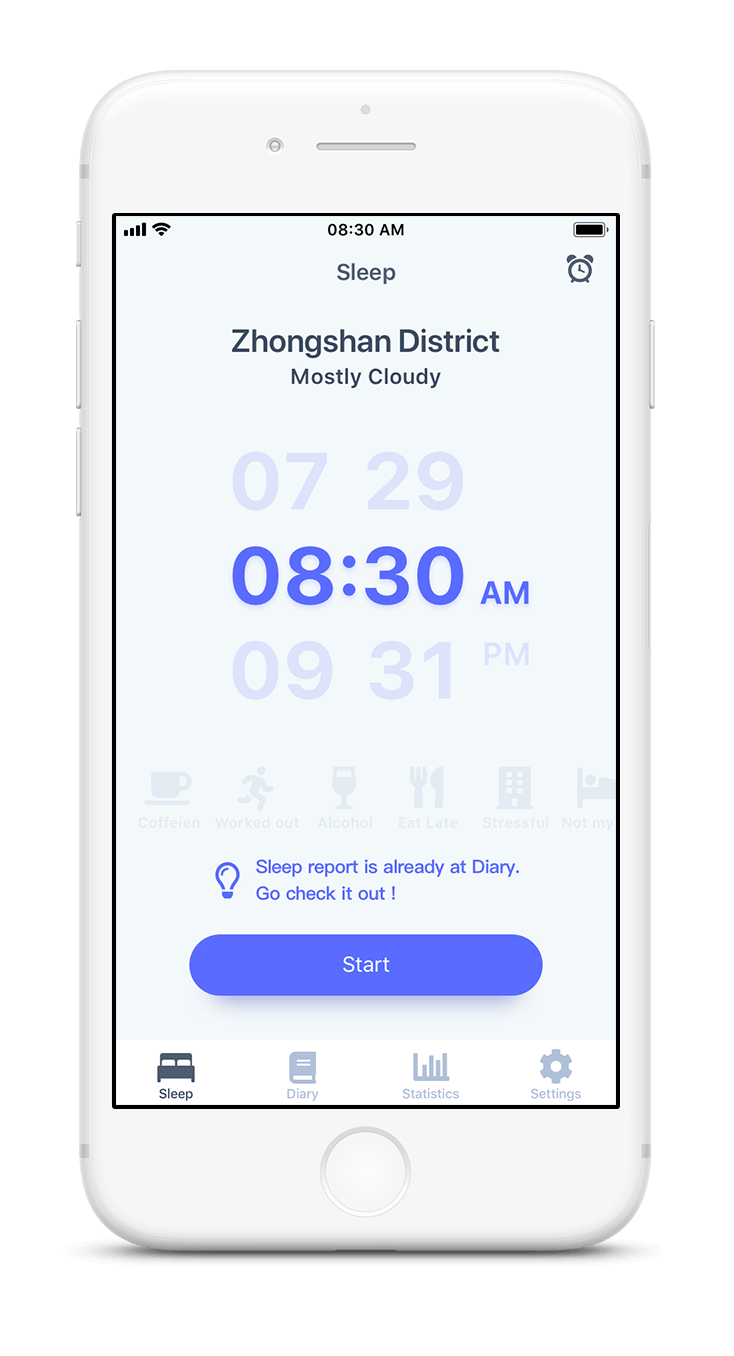 08:30 AM
Sleep
Zhongshan District
Mostly Cloudy
07 29
08:30 AM
09 31 PM
Coffeien Worked out Alcohol Eat Late Stressful Not my
Sleep report is already at Diary.
Go check it out !
Start
Sleep Diary Statistics Settings